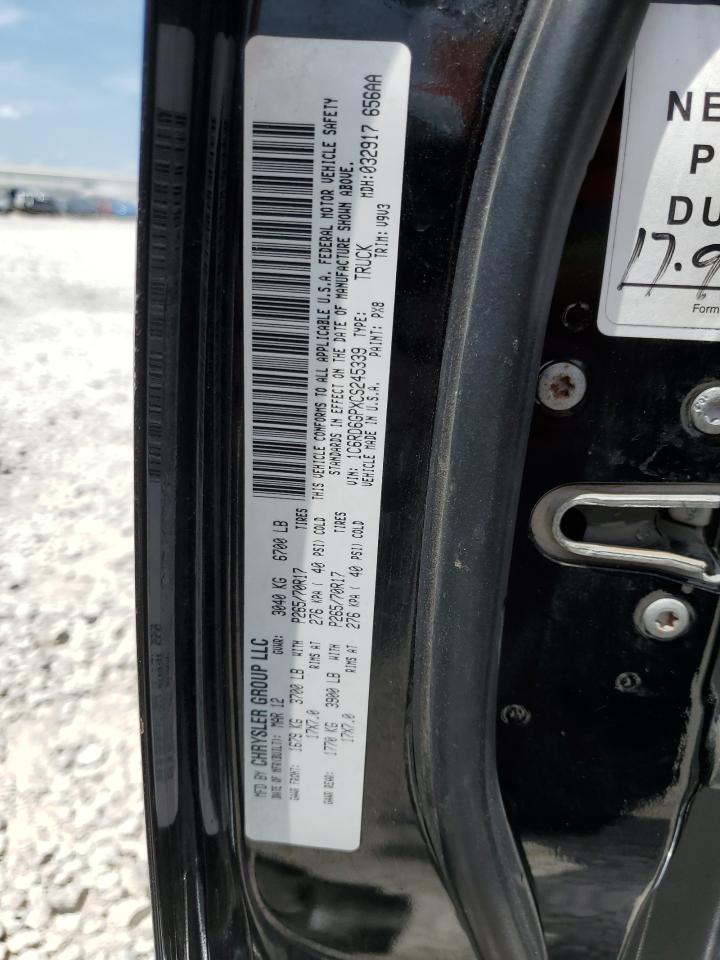 MFD BY CHRYSLER GROUP LLC
DATE OF MFR(BUILT): MAR 12 GVWR: 3040 KG 6700 LB
GAWR FRONT: 1679 KG 3700 LB WITH P265/70R17 TIRES
17X7.0 RIMS AT 276 KPA ( 40 PSI) COLD
GAWR REAR: 1770 KG 3900 LB WITH P265/70R17 TIRES
17X7.0 RIMS AT 276 KPA ( 40 PSI) COLD
THIS VEHICLE CONFORMS TO ALL APPLICABLE U.S.A. FEDERAL MOTOR VEHICLE SAFETY
STANDARDS IN EFFECT ON THE DATE OF MANUFACTURE SHOWN ABOVE.
VIN: 1C6RD6GPXCS245339 TYPE: TRUCK MDH:032917 656AA
VEHICLE MADE IN U.S.A. PAINT: PX8 TRIM: V9V3
NE
P
DU
17.9
Form